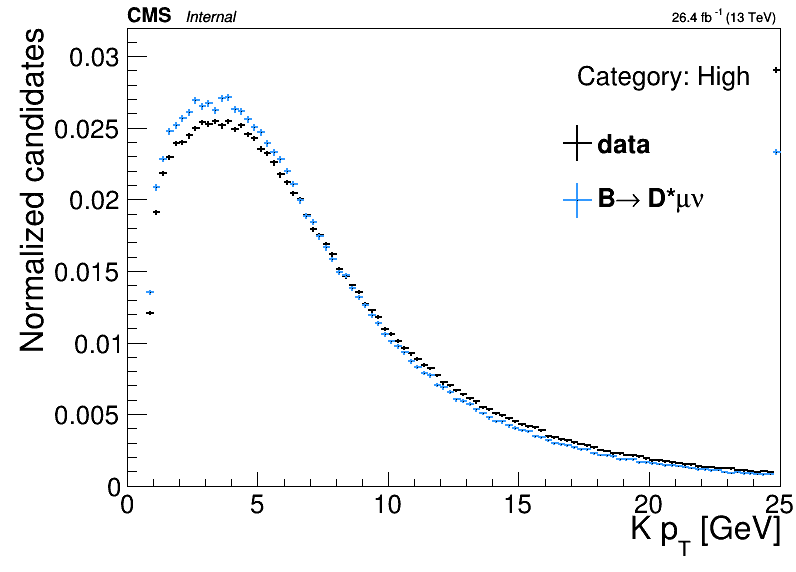 CMS Internal 26.4 fb⁻¹ (13 TeV)
Normalized candidates
0.03
0.025
0.02
0.015
0.01
0.005
0
Category: High
data
B→ D*μν
0 5 10 15 20 25
K p_T [GeV]